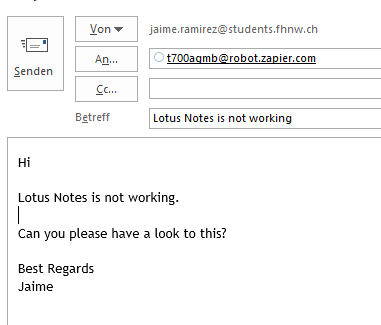 Von ▾ jaime.ramirez@students.fhnw.ch
Senden
An... t700agmb@robot.zapier.com
Cc...
Betreff Lotus Notes is not working
Hi
Lotus Notes is not working.
Can you please have a look to this?
Best Regards
Jaime